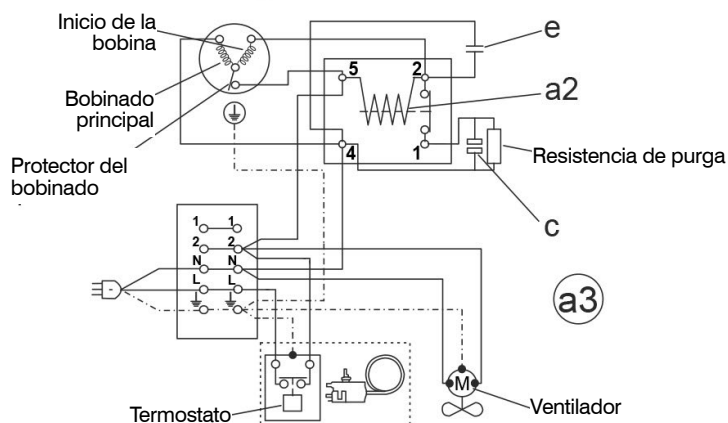 Inicio de la
bobina
e
5
2
a2
Bobinado
principal
4
1
Resistencia de purga
Protector del
bobinado
c
1 1
2 2
N N
L L
a3
M
Termostato
Ventilador